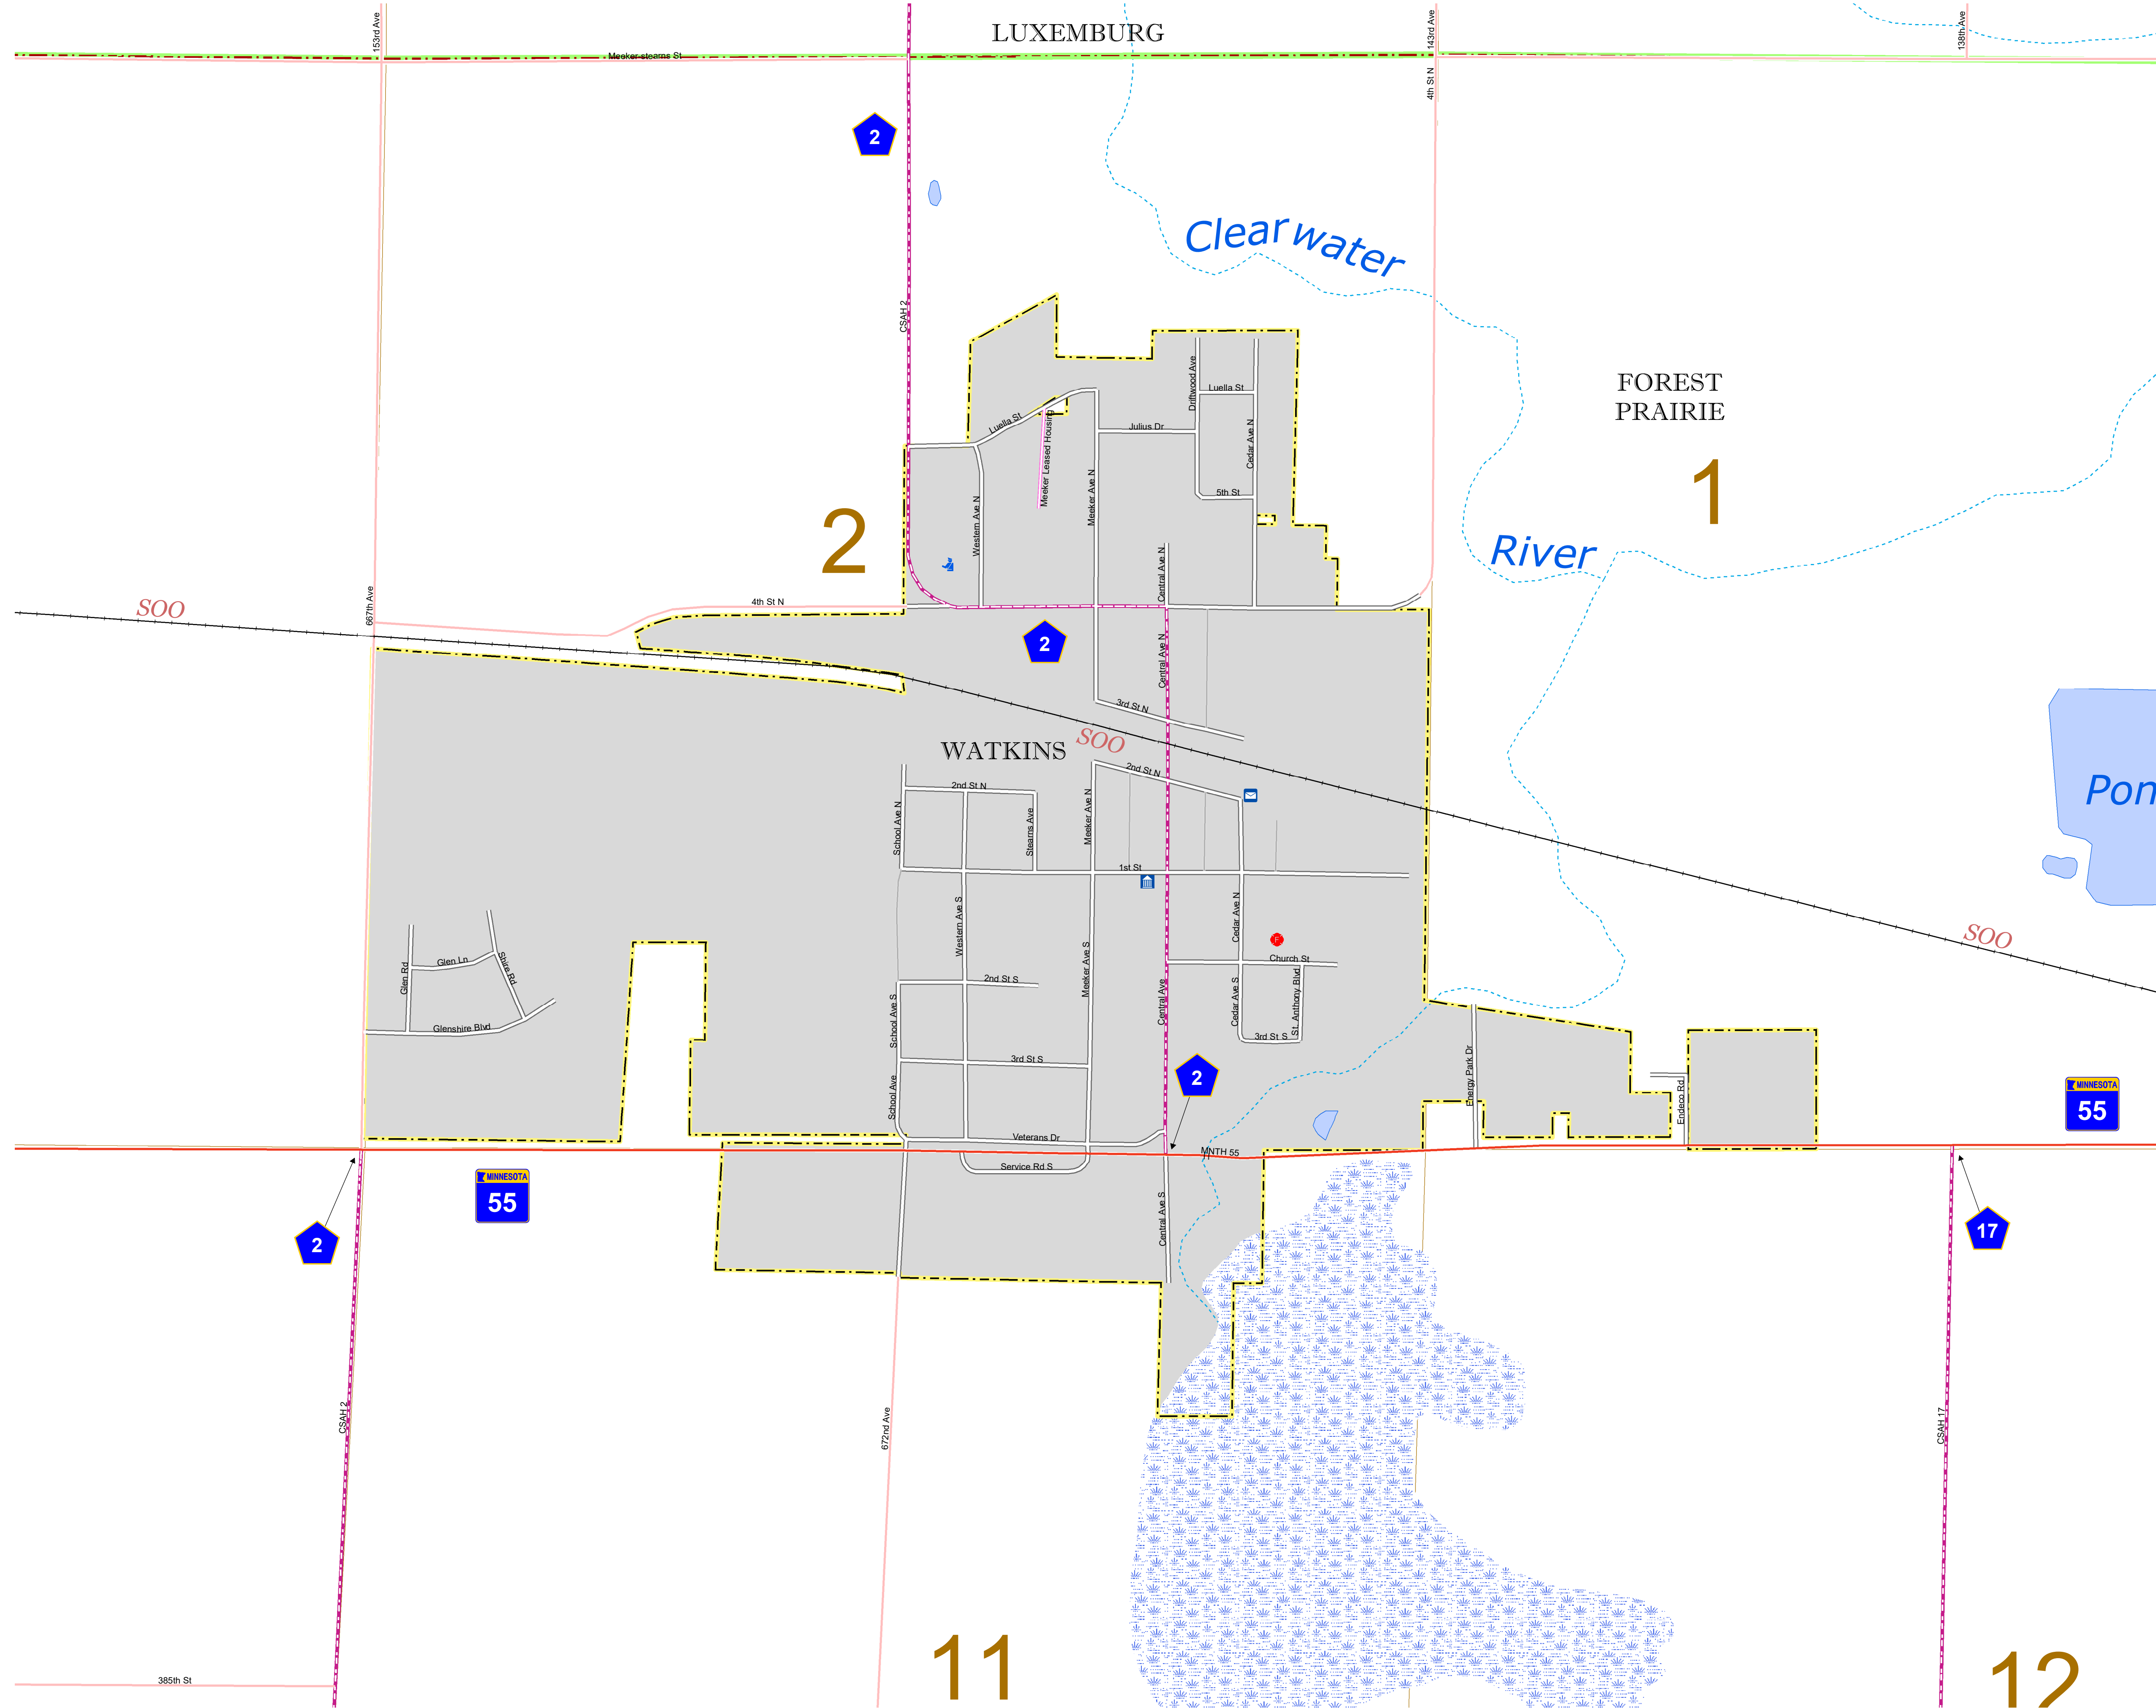 153rd Ave
LUXEMBURG
143rd Ave
138th Ave
Meeker-stearns St
4th St N
2
Clearwater
CSAH 2
FOREST
PRAIRIE
1
Driftwood Ave
Luella St
Luella St
Julius Dr
Meeker Leased Housing
Cedar Ave N
5th St
Western Ave N
Meeker Ave N
2
River
Central Ave N
667th Ave
SOO
4th St N
2
Central Ave N
3rd St N
WATKINS
SOO
2nd St N
Pon
2nd St N
School Ave N
Stearns Ave
Meeker Ave N
1st St
Western Ave S
Cedar Ave N
F
SOO
Church St
Glen Rd
Glen Ln
Shire Rd
2nd St S
Meeker Ave S
Central Ave
Cedar Ave S
St. Anthony Blvd
School Ave S
Glenshire Blvd
3rd St S
3rd St S
Energy Park Dr
Endeco Rd
2
School Ave
MINNESOTA
55
Veterans Dr
MNTH 55
Service Rd S
MINNESOTA
55
Central Ave S
2
17
CSAH 2
672nd Ave
CSAH 17
385th St
11
12